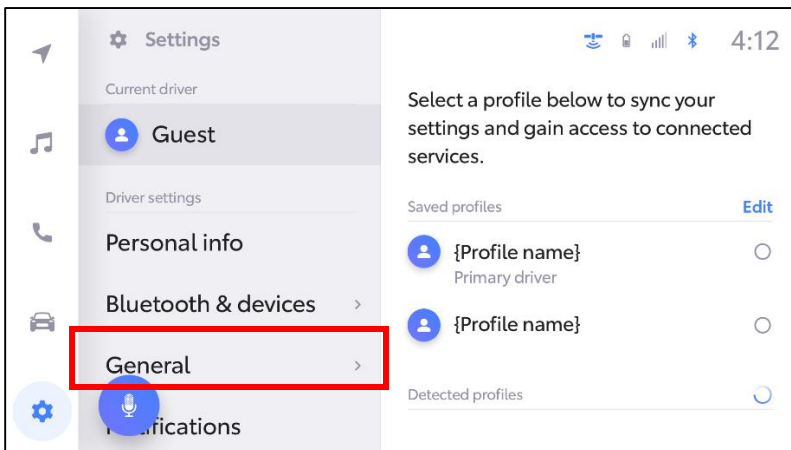 Settings
4:12
Current driver
Guest
Driver settings
Personal info
Bluetooth & devices
General
Select a profile below to sync your
settings and gain access to connected
services.
Saved profiles
Edit
{Profile name}
Primary driver
{Profile name}
Detected profiles